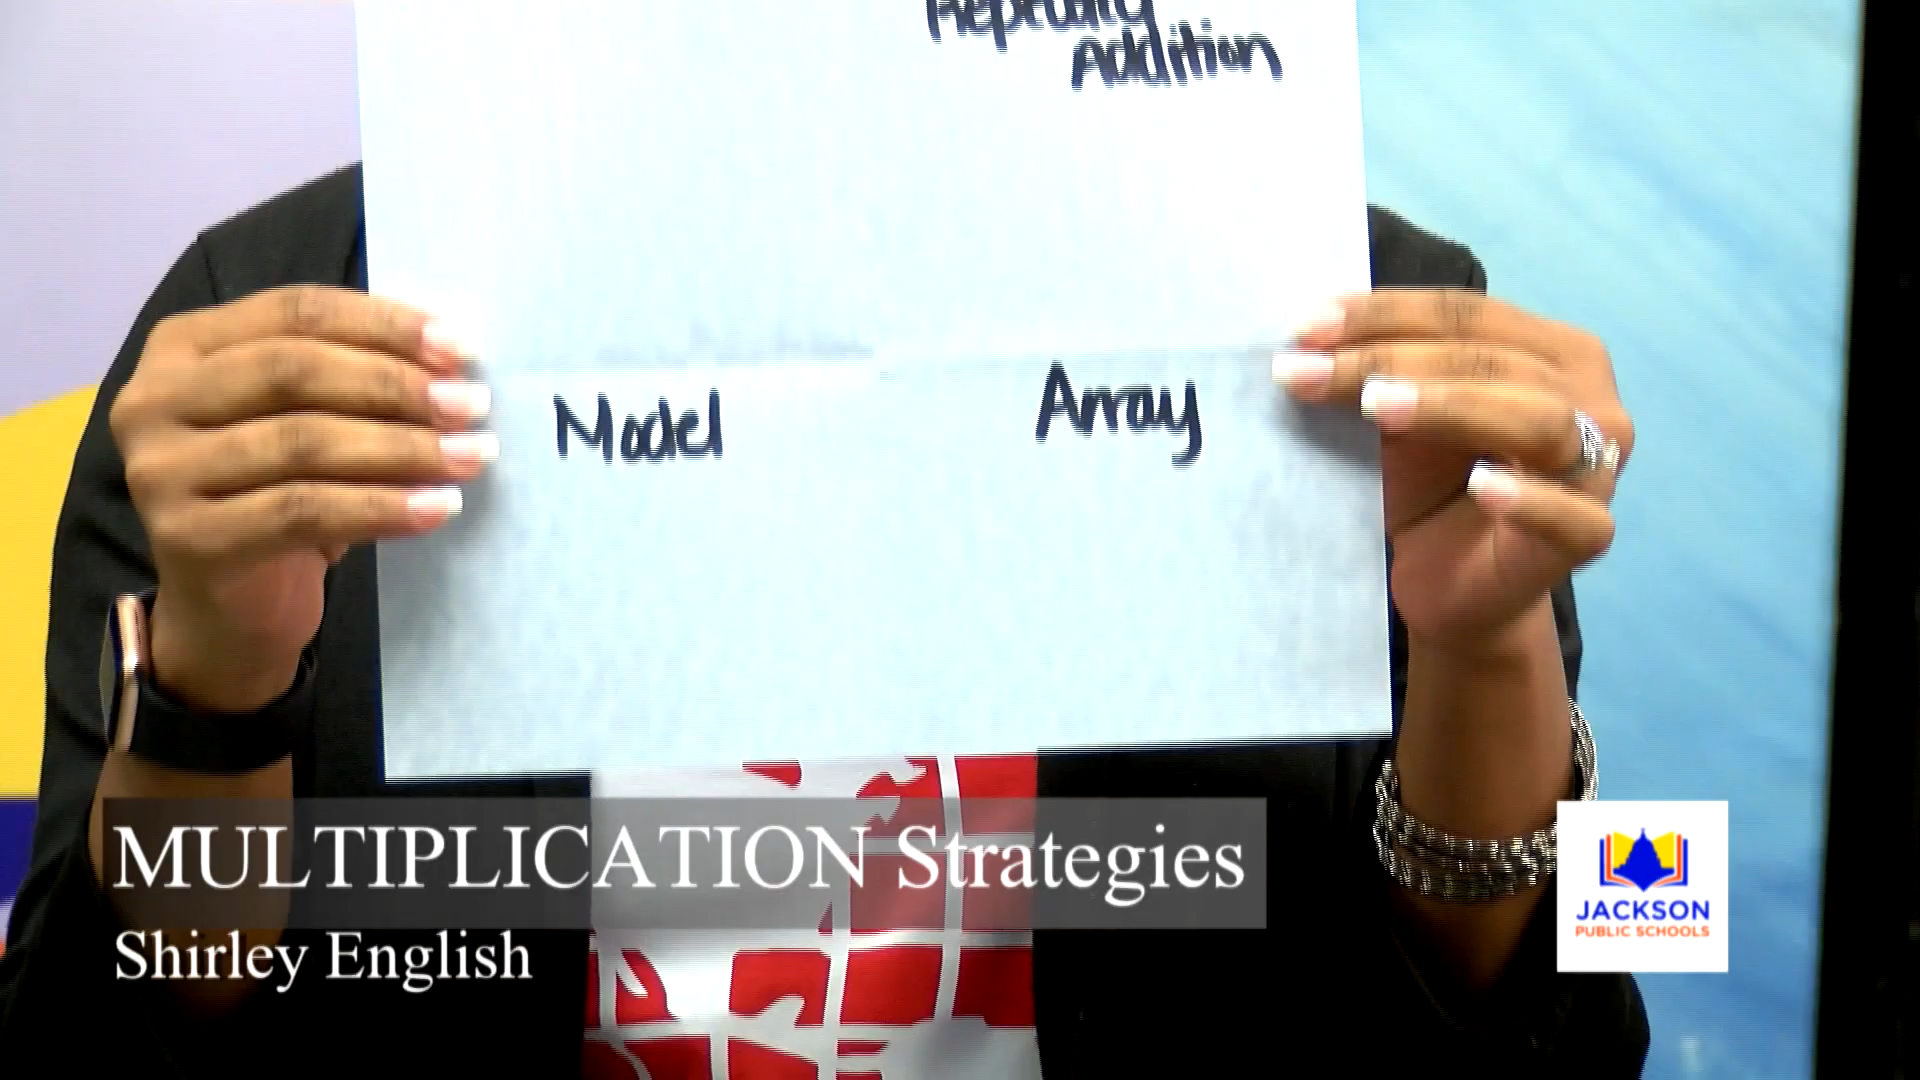 Addition
Model
Array
MULTIPLICATION Strategies
Shirley English
JACKSON
PUBLIC SCHOOLS